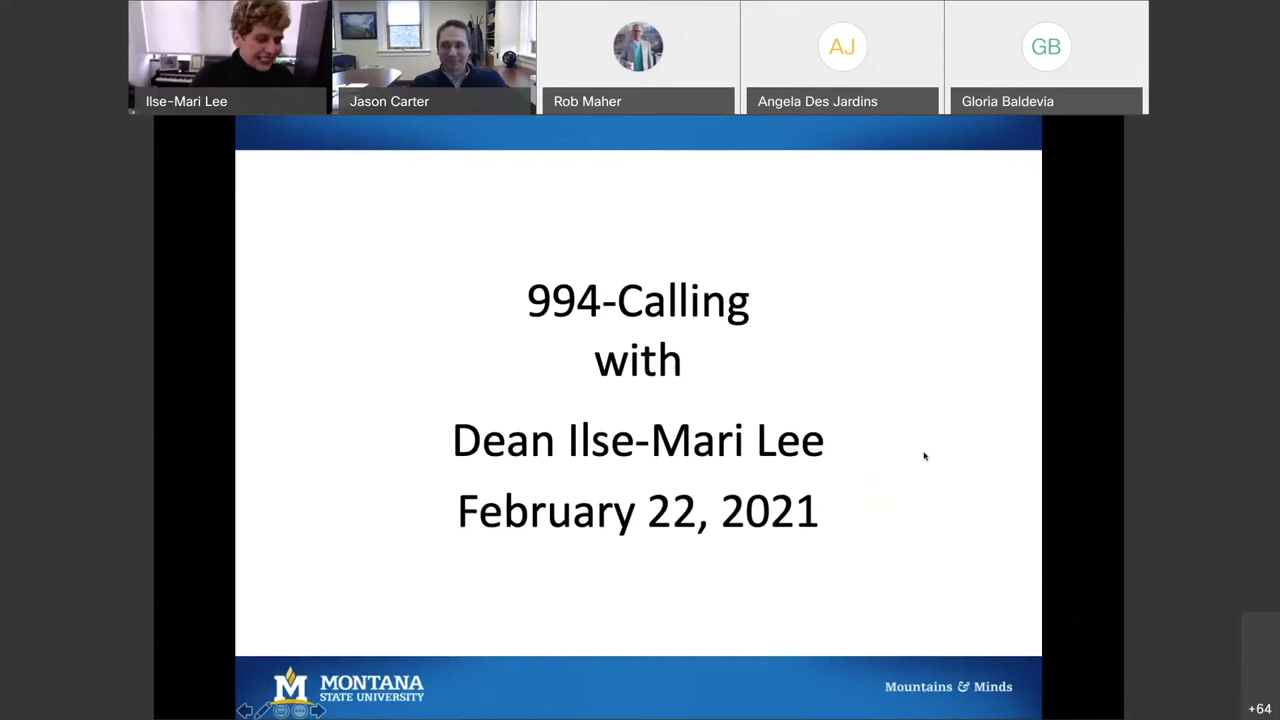 Ilse-Mari Lee
Jason Carter
Rob Maher
AJ
Angela Des Jardins
GB
Gloria Baldevia
994-Calling
with
Dean Ilse-Mari Lee
February 22, 2021
M MONTANA
STATE UNIVERSITY
Mountains & Minds
+64